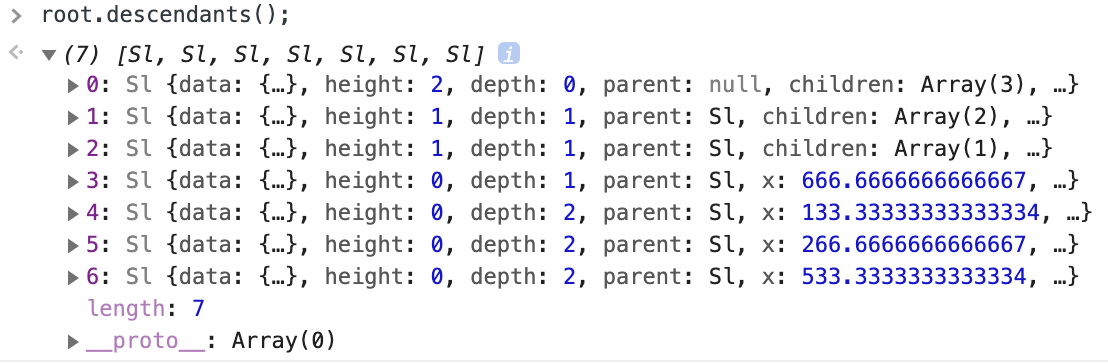 > root.descendants();
(7) [Sl, Sl, Sl, Sl, Sl, Sl, Sl] i
0: Sl {data: {…}, height: 2, depth: 0, parent: null, children: Array(3), …}
1: Sl {data: {…}, height: 1, depth: 1, parent: Sl, children: Array(2), …}
2: Sl {data: {…}, height: 1, depth: 1, parent: Sl, children: Array(1), …}
3: Sl {data: {…}, height: 0, depth: 1, parent: Sl, x: 666.6666666666667, …}
4: Sl {data: {…}, height: 0, depth: 2, parent: Sl, x: 133.33333333333334, …}
5: Sl {data: {…}, height: 0, depth: 2, parent: Sl, x: 266.6666666666667, …}
6: Sl {data: {…}, height: 0, depth: 2, parent: Sl, x: 533.3333333333334, …}
length: 7
__proto__: Array(0)